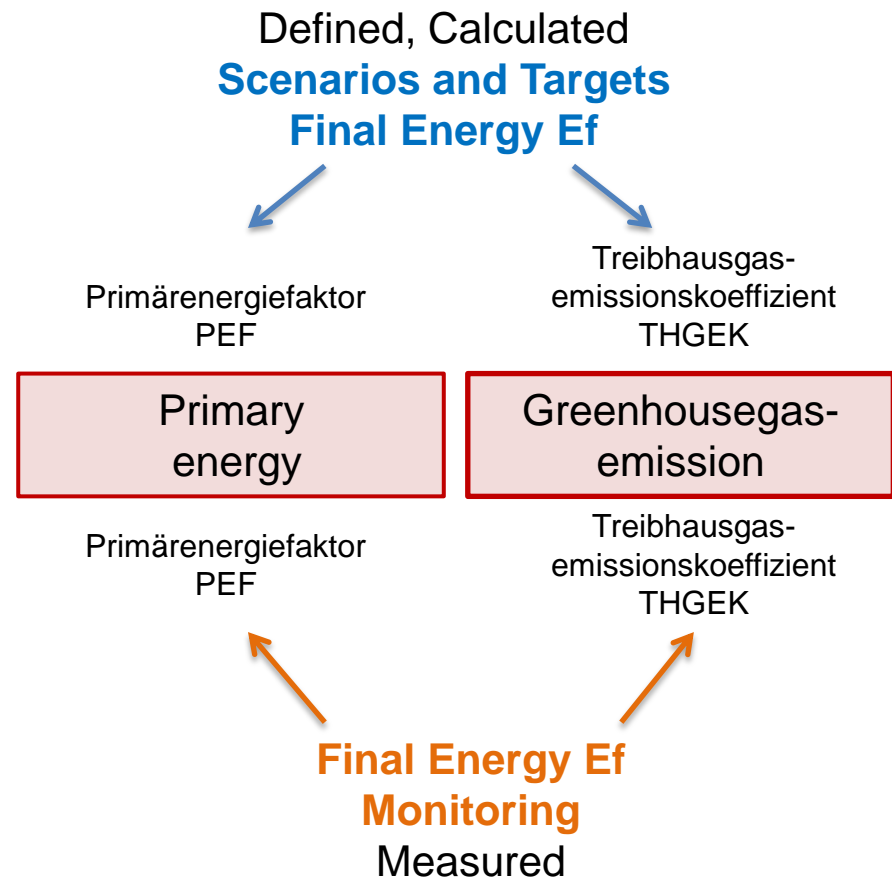 Defined, Calculated
Scenarios and Targets
Final Energy Ef
Primärenergiefaktor
PEF
Treibhausgas-
emissionskoeffizient
THGEK
Primary
energy
Greenhousegas-
emission
Primärenergiefaktor
PEF
Treibhausgas-
emissionskoeffizient
THGEK
Final Energy Ef
Monitoring
Measured